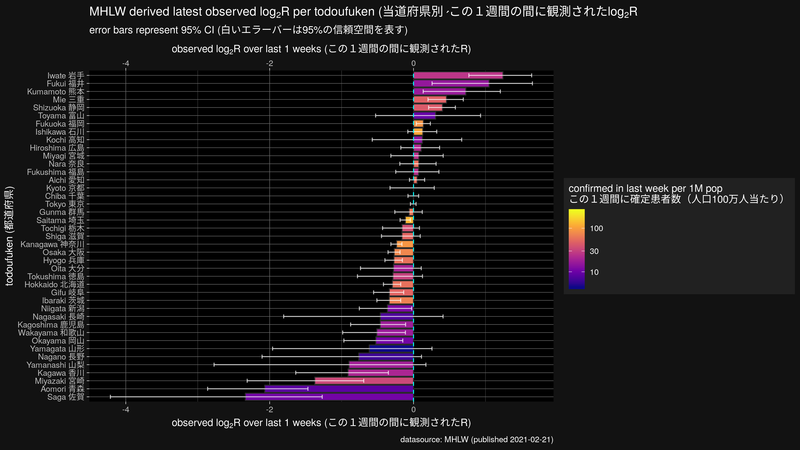 MHLW derived latest observed log2R per todoufuken (当道府県別 -この１週間の間に観測されたlog2R
error bars represent 95% CI (白いエラーバーは95%の信頼空間を表す)
observed log2R over last 1 weeks (この１週間の間に観測されたR)
-4 -2 0
Iwate 岩手
Fukui 福井
Kumamoto 熊本
Mie 三重
Shizuoka 静岡
Toyama 富山
Fukuoka 福岡
Ishikawa 石川
Kochi 高知
Hiroshima 広島
Miyagi 宮城
Nara 奈良
Fukushima 福島
Aichi 愛知
Kyoto 京都
Chiba 千葉
Tokyo 東京
Gunma 群馬
Saitama 埼玉
Tochigi 栃木
Shiga 滋賀
Kanagawa 神奈川
Osaka 大阪
Hyogo 兵庫
Oita 大分
Tokushima 徳島
Hokkaido 北海道
Gifu 岐阜
Ibaraki 茨城
Niigata 新潟
Nagasaki 長崎
Kagoshima 鹿児島
Wakayama 和歌山
Okayama 岡山
Yamagata 山形
Nagano 長野
Yamanashi 山梨
Kagawa 香川
Miyazaki 宮崎
Aomori 青森
Saga 佐賀
todoufuken (都道府県)
-4 -2 0
observed log2R over last 1 weeks (この１週間の間に観測されたR)
confirmed in last week per 1M pop
この１週間に確定患者数（人口100万人当たり）
100
30
10
datasource: MHLW (published 2021-02-21)